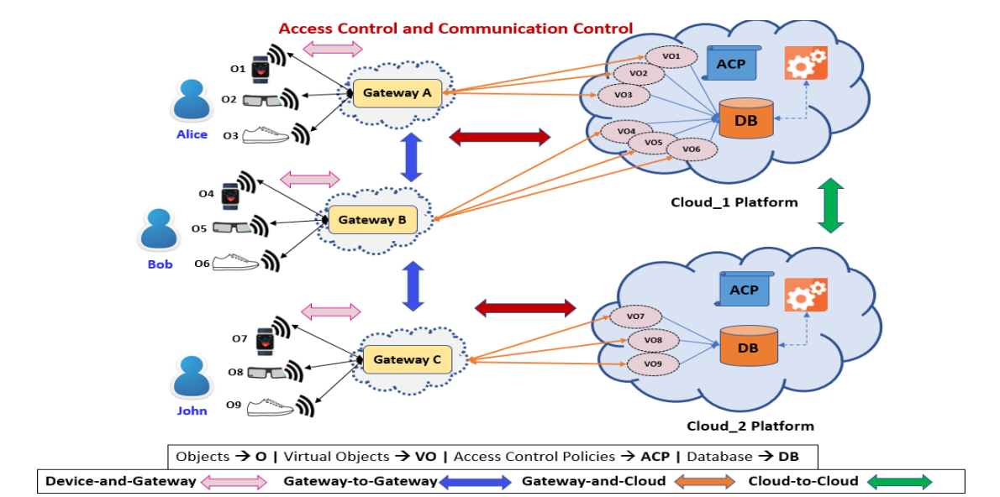 Access Control and Communication Control
O1
O2
O3
Alice
Gateway A
VO1
VO2
VO3
VO4
VO5
VO6
ACP
DB
Cloud_1 Platform
O4
O5
O6
Bob
Gateway B
O7
O8
O9
John
Gateway C
VO7
VO8
VO9
ACP
DB
Cloud_2 Platform
Objects → O | Virtual Objects → VO | Access Control Policies → ACP | Database → DB
Device-and-Gateway Gateway-to-Gateway Gateway-and-Cloud Cloud-to-Cloud